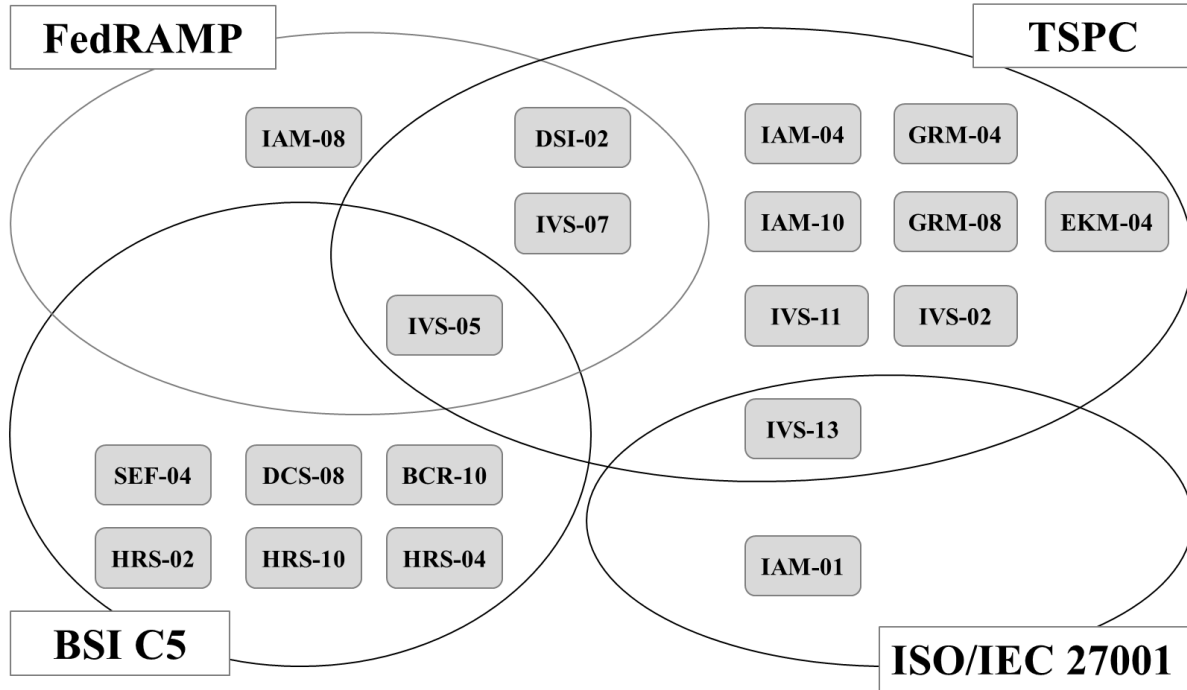 FedRAMP
TSPC
IAM-08
DSI-02
IAM-04
GRM-04
IVS-07
IAM-10
GRM-08
EKM-04
IVS-05
IVS-11
IVS-02
IVS-13
SEF-04
DCS-08
BCR-10
HRS-02
HRS-10
HRS-04
IAM-01
BSI C5
ISO/IEC 27001